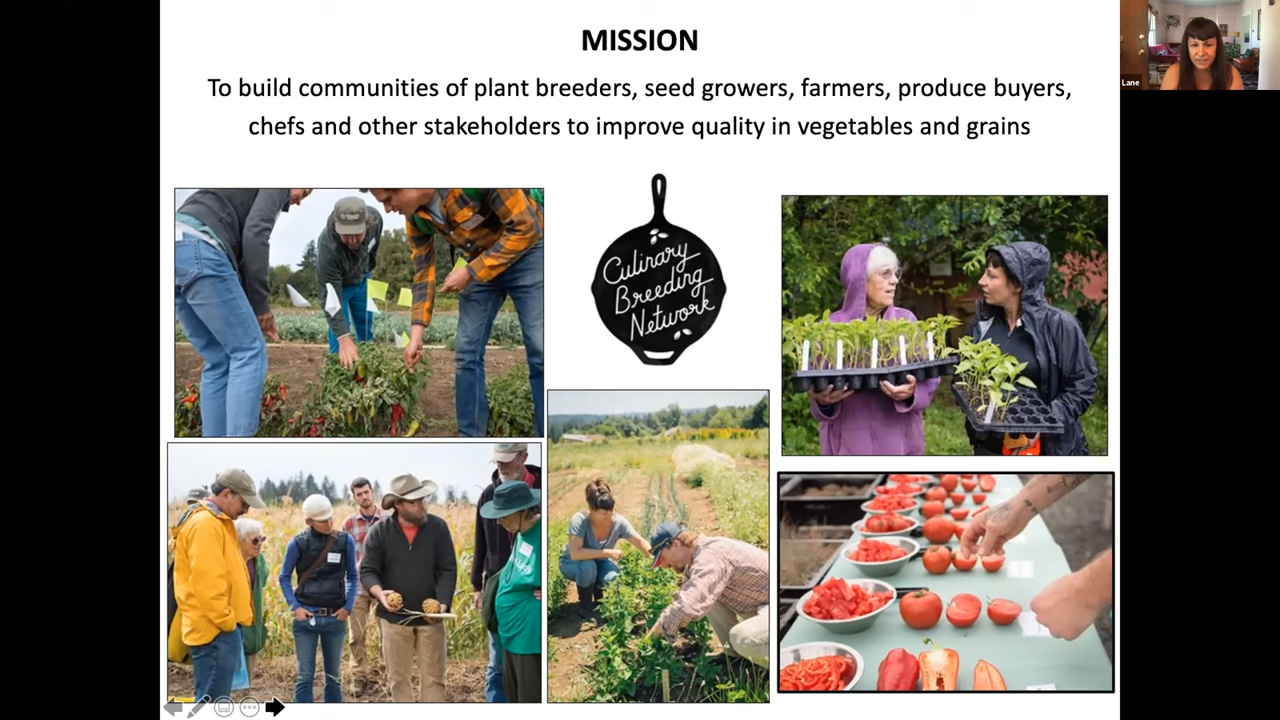 MISSION
To build communities of plant breeders, seed growers, farmers, produce buyers,
chefs and other stakeholders to improve quality in vegetables and grains
Culinary
Breeding
Network
Lane